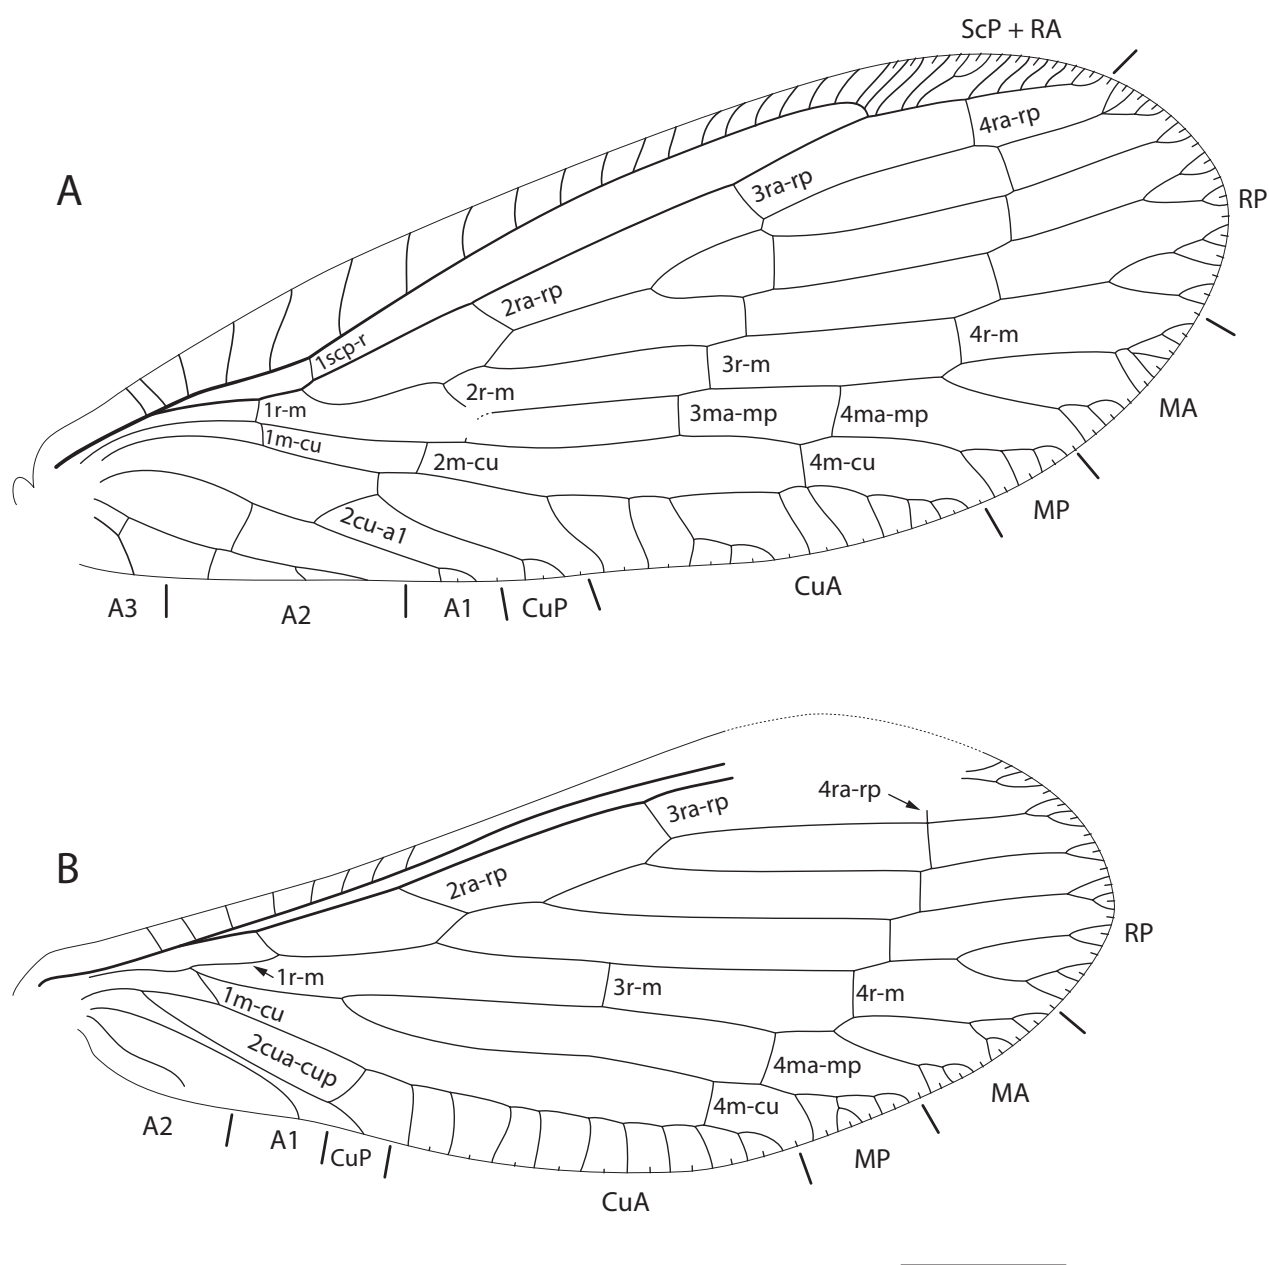 ScP + RA
4ra-rp
A
3ra-rp
RP
2ra-rp
1scp-r
4r-m
3r-m
2r-m
1r-m
3ma-mp
4ma-mp
MA
1m-cu
2m-cu
4m-cu
2cu-a1
MP
CuA
A3
A2
A1
CuP
4ra-rp
3ra-rp
B
2ra-rp
RP
1r-m
3r-m
4r-m
1m-cu
2cua-cup
4ma-mp
MA
4m-cu
A2
A1
CuP
MP
CuA